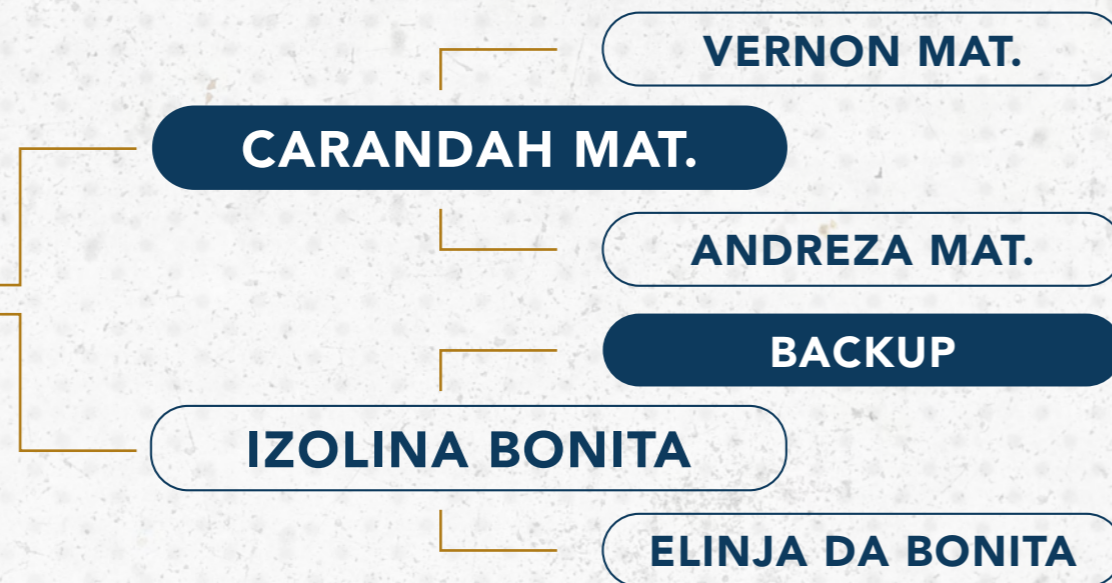 VERNON MAT.
CARANDAH MAT.
ANDREZA MAT.
BACKUP
IZOLINA BONITA
ELINJA DA BONITA